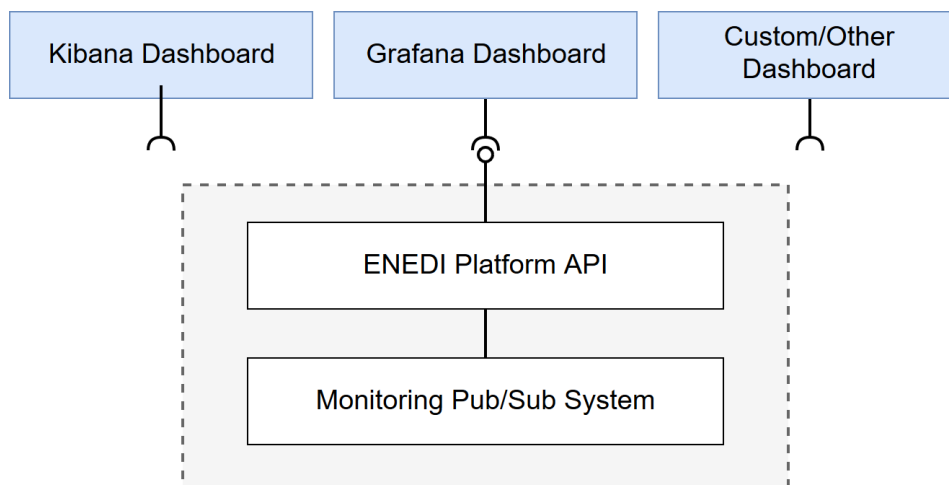 Kibana Dashboard
Grafana Dashboard
Custom/Other
Dashboard
ENEDI Platform API
Monitoring Pub/Sub System